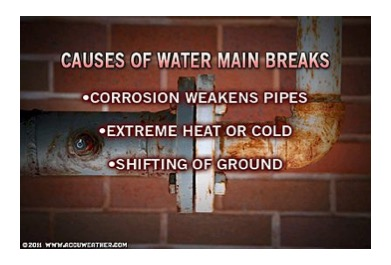 CAUSES OF WATER MAIN BREAKS
•CORROSION WEAKENS PIPES
•EXTREME HEAT OR COLD
•SHIFTING OF GROUND
©2011 WWW.ACCUWEATHER.COM